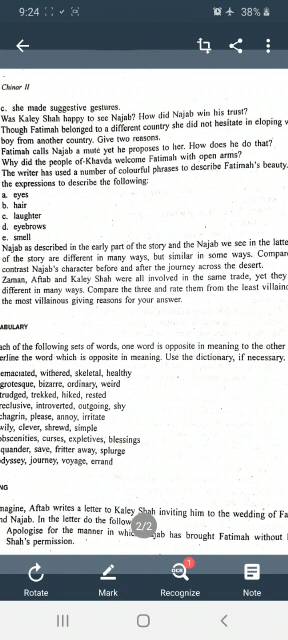 9:24
38%
Chinar II
c. she made suggestive gestures.
Was Kaley Shah happy to see Najab? How did Najab win his trust?
Though Fatimah belonged to a different country she did not hesitate in eloping
boy from another country. Give two reasons.
Fatimah calls Najab a mute yet he proposes to her. How does he do that?
Why did the people of Khavda welcome Fatimah with open arms?
The writer has used a number of colourful phrases to describe Fatimah's beauty.
the expressions to describe the following:
a. eyes
b. hair
c. laughter
d. eyebrows
e. smell
Najab as described in the early part of the story and the Najab we see in the latte
of the story are different in many ways, but similar in some ways. Compar
contrast Najab's character before and after the journey across the desert.
Zaman, Aftab and Kaley Shah were all involved in the same trade, yet they
different in many ways. Compare the three and rate them from the least villaino
the most villainous giving reasons for your answer.
ABULARY
ach of the following sets of words, one word is opposite in meaning to the other
erline the word which is opposite in meaning. Use the dictionary, if necessary.
emaciated, withered, skeletal, healthy
grotesque, bizarre, ordinary, weird
trudged, trekked, hiked, rested
reclusive, introverted, outgoing, shy
chagrin, please, annoy, irritate
wily, clever, shrewd, simple
obscenities, curses, expletives, blessings
quander, save, fritter away, splurge
odyssey, journey, voyage, errand
NG
magine, Aftab writes a letter to Kaley Shah inviting him to the wedding of Fa
nd Najab. In the letter do the follow
2/2
Apologise for the manner in whic jab has brought Fatimah without
Shah's permission.
OCR
1
Rotate
Mark
Recognize
Note